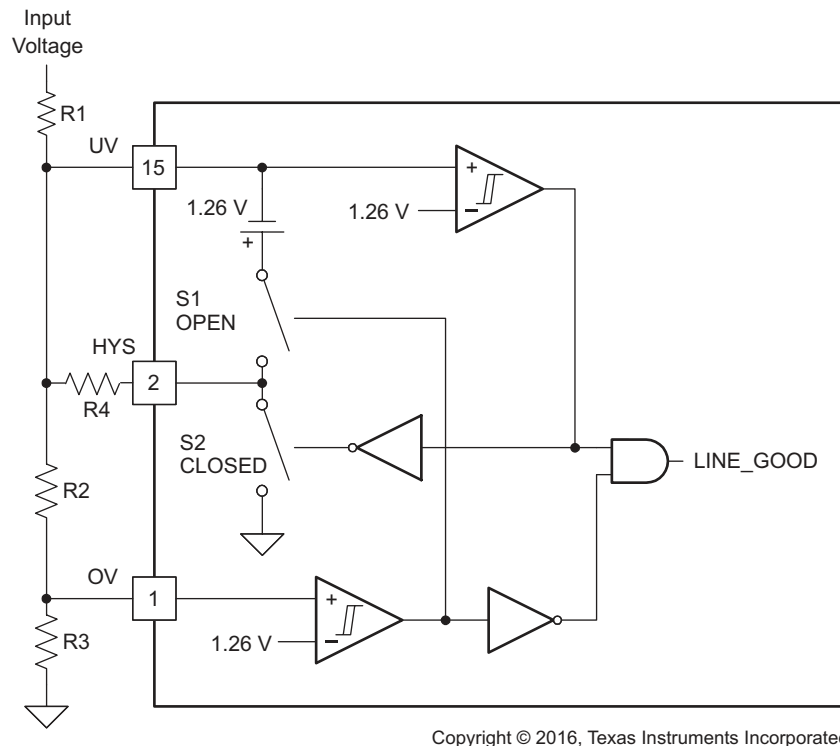 Input
Voltage
R1
UV
15
1.26 V
+
+
−
1.26 V
S1
OPEN
HYS
2
R4
S2
CLOSED
LINE_GOOD
R2
OV
1
+
−
1.26 V
R3
Copyright © 2016, Texas Instruments Incorporated